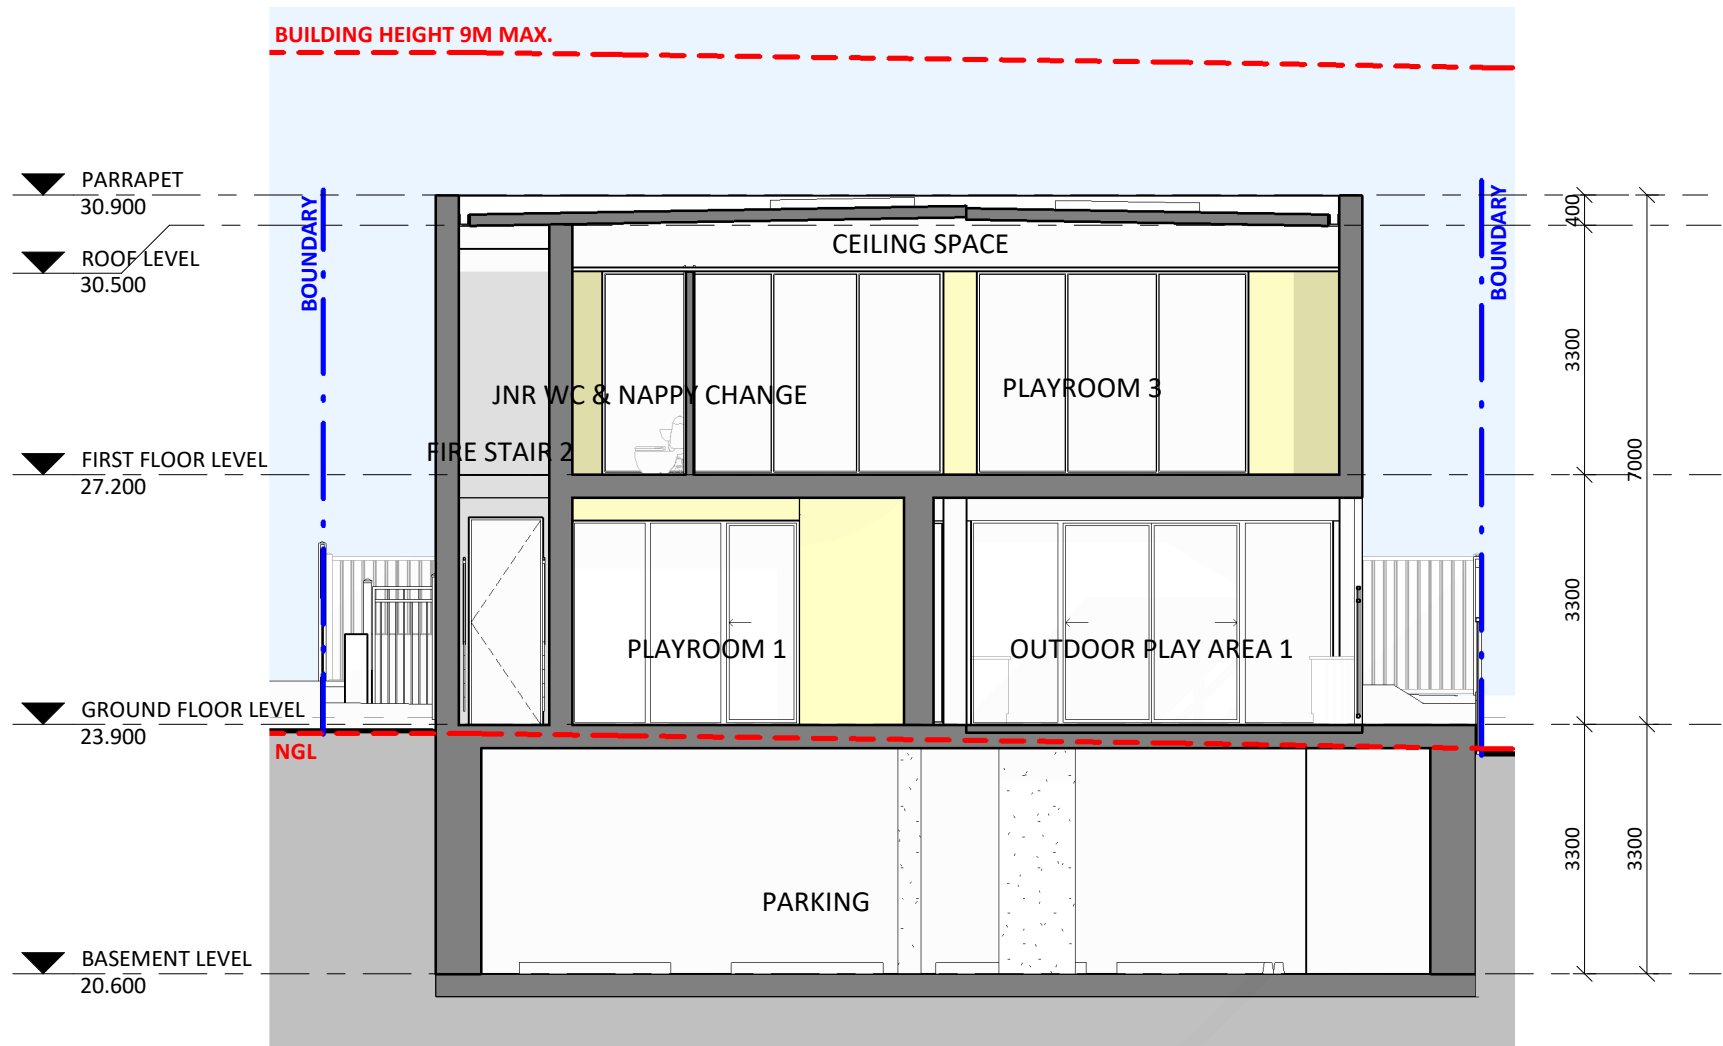 BUILDING HEIGHT 9M MAX.
PARRAPET
30.900
BOUNDARY
BOUNDARY
400
ROOF LEVEL
30.500
CEILING SPACE
3300
JNR WC & NAPPY CHANGE
PLAYROOM 3
FIRE STAIR 2
FIRST FLOOR LEVEL
27.200
7000
3300
PLAYROOM 1
OUTDOOR PLAY AREA 1
GROUND FLOOR LEVEL
23.900
NGL
3300
3300
PARKING
BASEMENT LEVEL
20.600